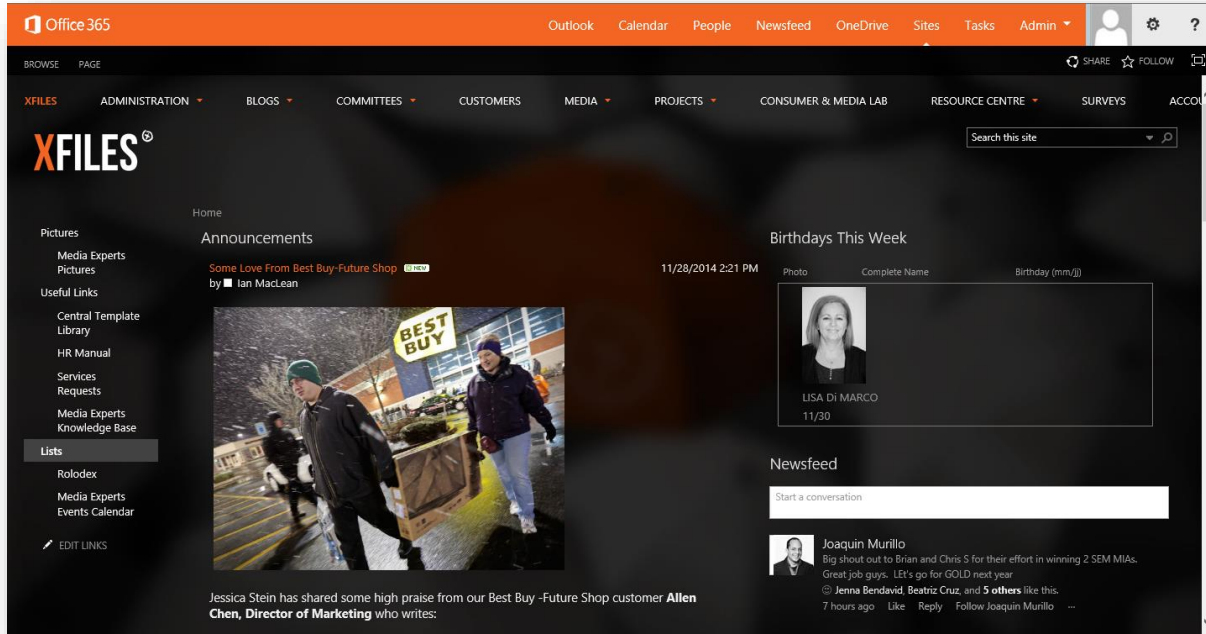 Office 365
Outlook Calendar People Newsfeed OneDrive Sites Tasks Admin ?
BROWSE PAGE
SHARE FOLLOW
XFILES ADMINISTRATION BLOGS COMMITTEES CUSTOMERS MEDIA PROJECTS CONSUMER & MEDIA LAB RESOURCE CENTRE SURVEYS ACCOU
XFILES
Search this site
Home
Pictures
Media Experts
Pictures
Useful Links
Central Template
Library
HR Manual
Services
Requests
Media Experts
Knowledge Base
Lists
Rolodex
Media Experts
Events Calendar
EDIT LINKS
Announcements
Some Love From Best Buy-Future Shop NEW 11/28/2014 2:21 PM
by Ian MacLean
BEST
BUY
Jessica Stein has shared some high praise from our Best Buy -Future Shop customer Allen
Chen, Director of Marketing who writes:
Birthdays This Week
Photo Complete Name Birthday (mm/jj)
LISA Di MARCO
11/30
Newsfeed
Start a conversation
Joaquin Murillo
Big shout out to Brian and Chris S for their effort in winning 2 SEM MIAs.
Great job guys. LEt's go for GOLD next year
Jenna Bendavid, Beatriz Cruz, and 5 others like this.
7 hours ago Like Reply Follow Joaquin Murillo ...